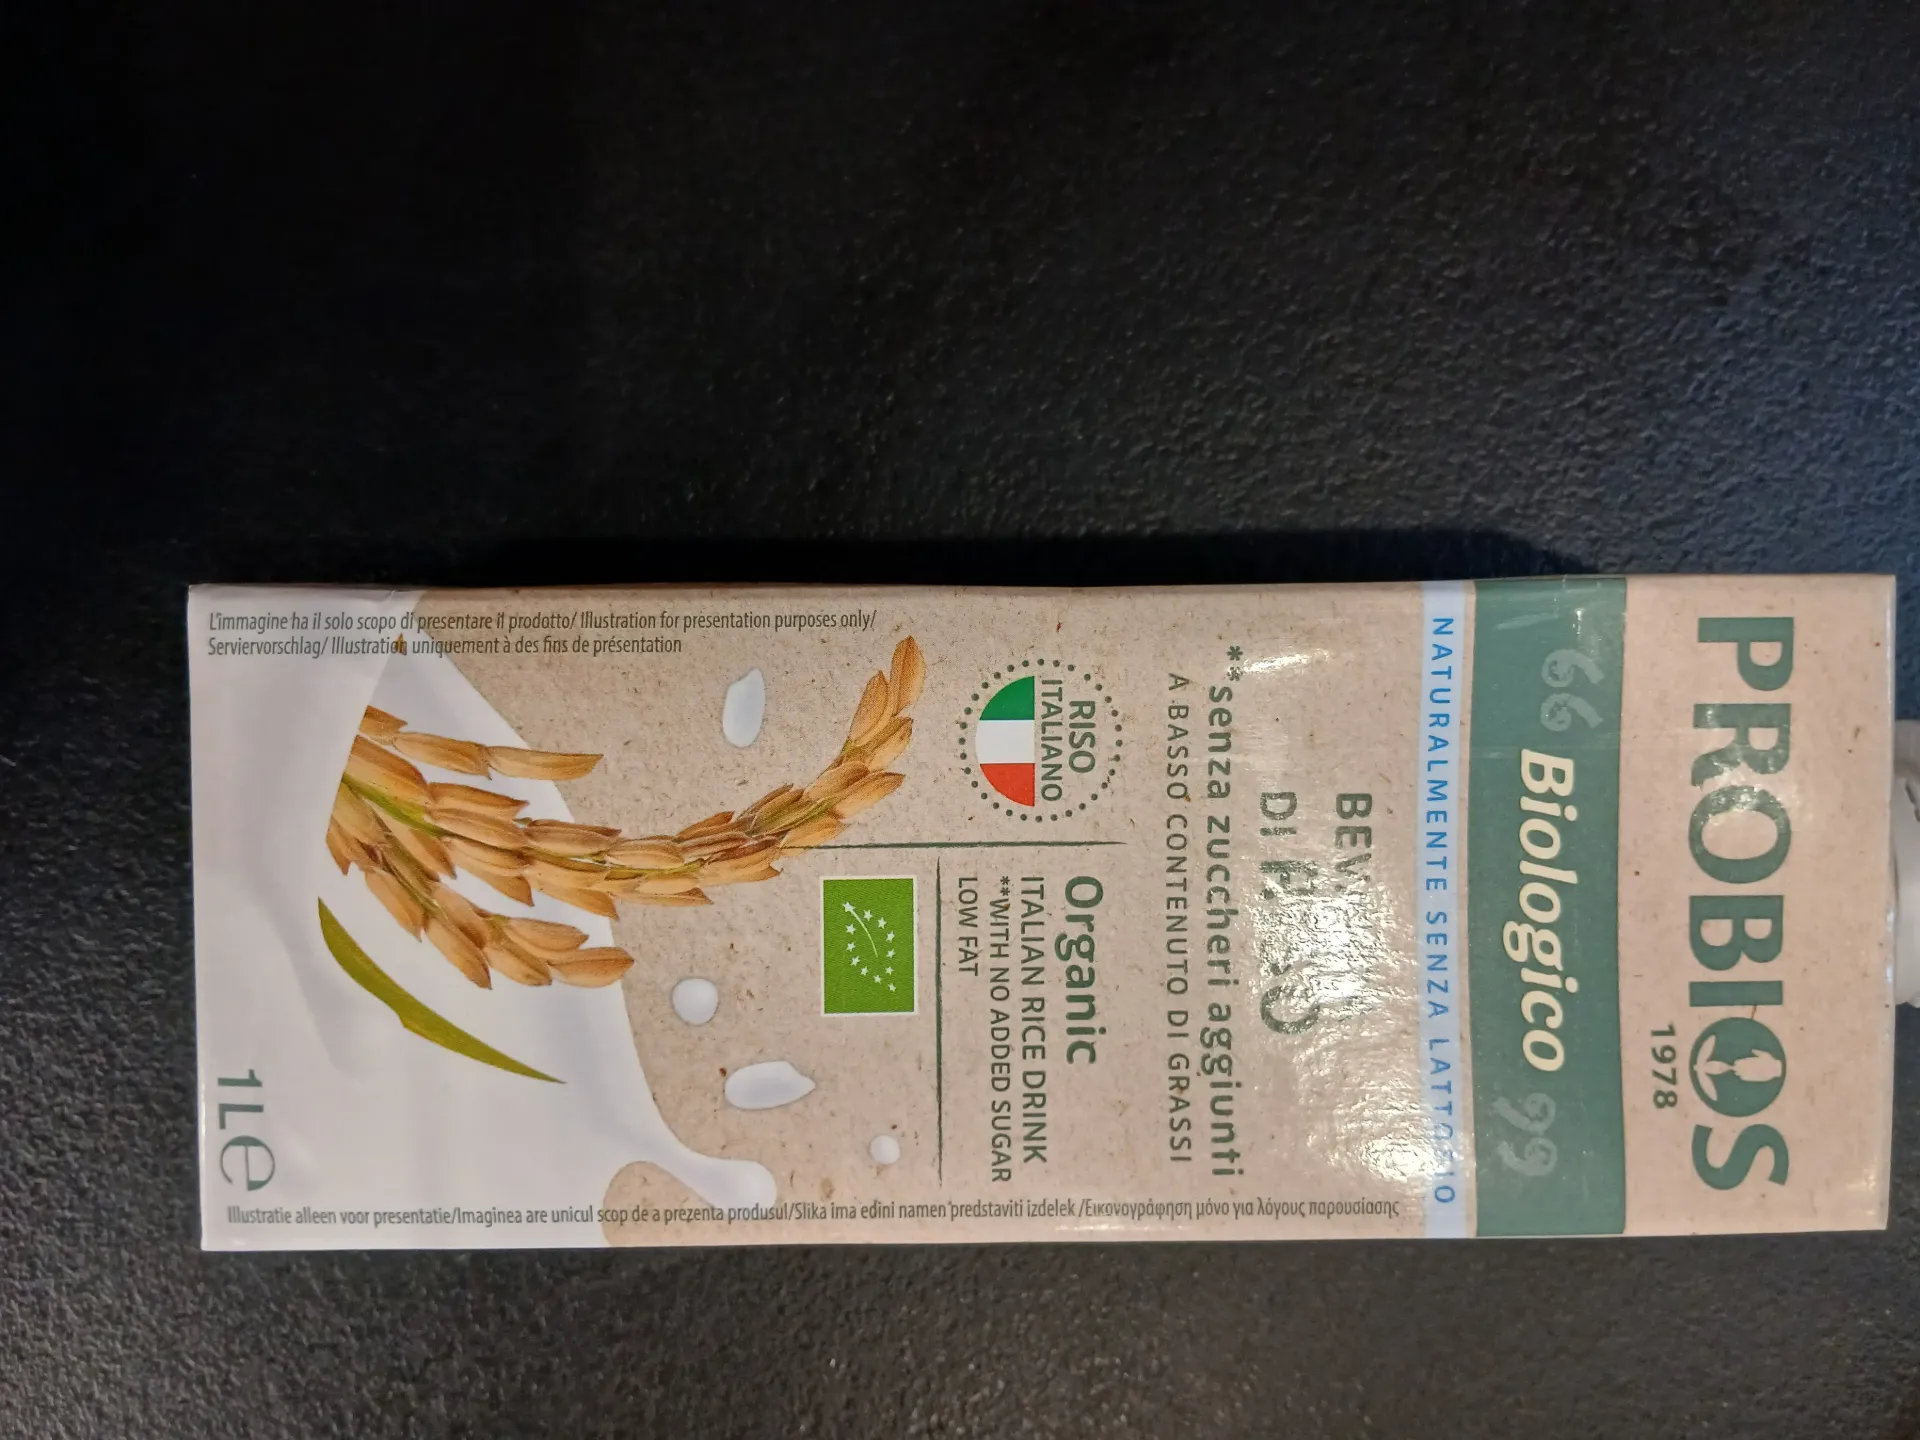 PROBIOS
1978
“Biologico”
NATURALMENTE SENZA LATTOSIO
DI
**senza zuccheri aggiunti
A BASSO CONTENUTO DI GRASSI
RISO
ITALIANO
Organic
ITALIAN RICE DRINK
**WITH NO ADDED SUGAR
LOW FAT
1L e
L'immagine ha il solo scopo di presentare il prodotto/ Illustration for presentation purposes only/
Serviervorschlag/ Illustration uniquement à des fins de présentation
Illustratie alleen voor presentatie/Imaginea are unicul scop de a prezenta produsul/Slika ima edini namen predstaviti izdelek /Εικονογράφηση μόνο για λόγους παρουσίασης